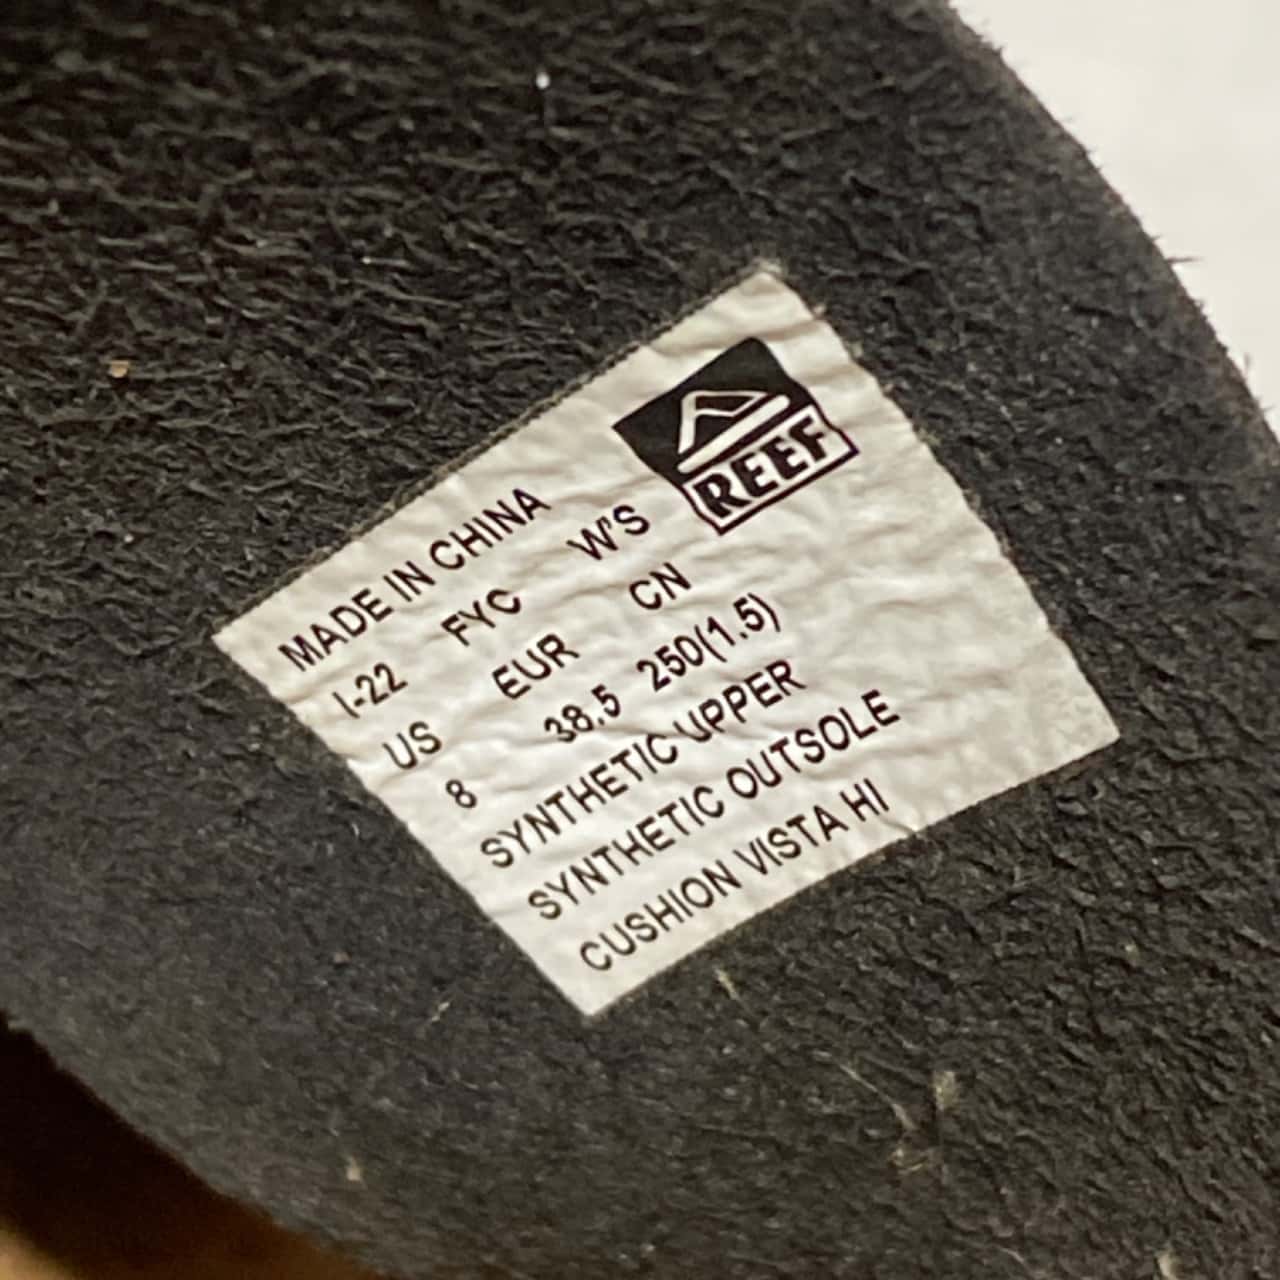 REEF
MADE IN CHINA
I-22 FYC W'S
US EUR CN
8 38.5 250(1.5)
SYNTHETIC UPPER
SYNTHETIC OUTSOLE
CUSHION VISTA HI